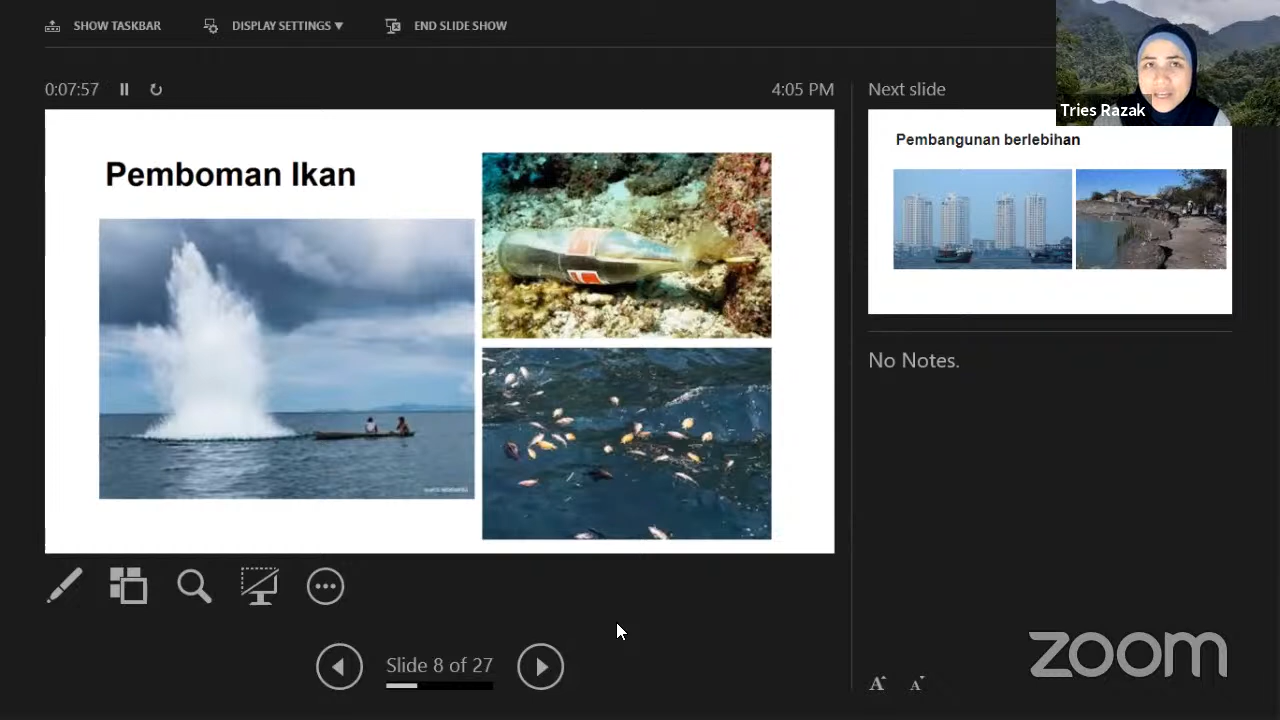 SHOW TASKBAR
DISPLAY SETTINGS ▼
END SLIDE SHOW
0:07:57
4:05 PM
Next slide
Tries Razak
Pemboman Ikan
Pembangunan berlebihan
No Notes.
Slide 8 of 27
A
A
zoom